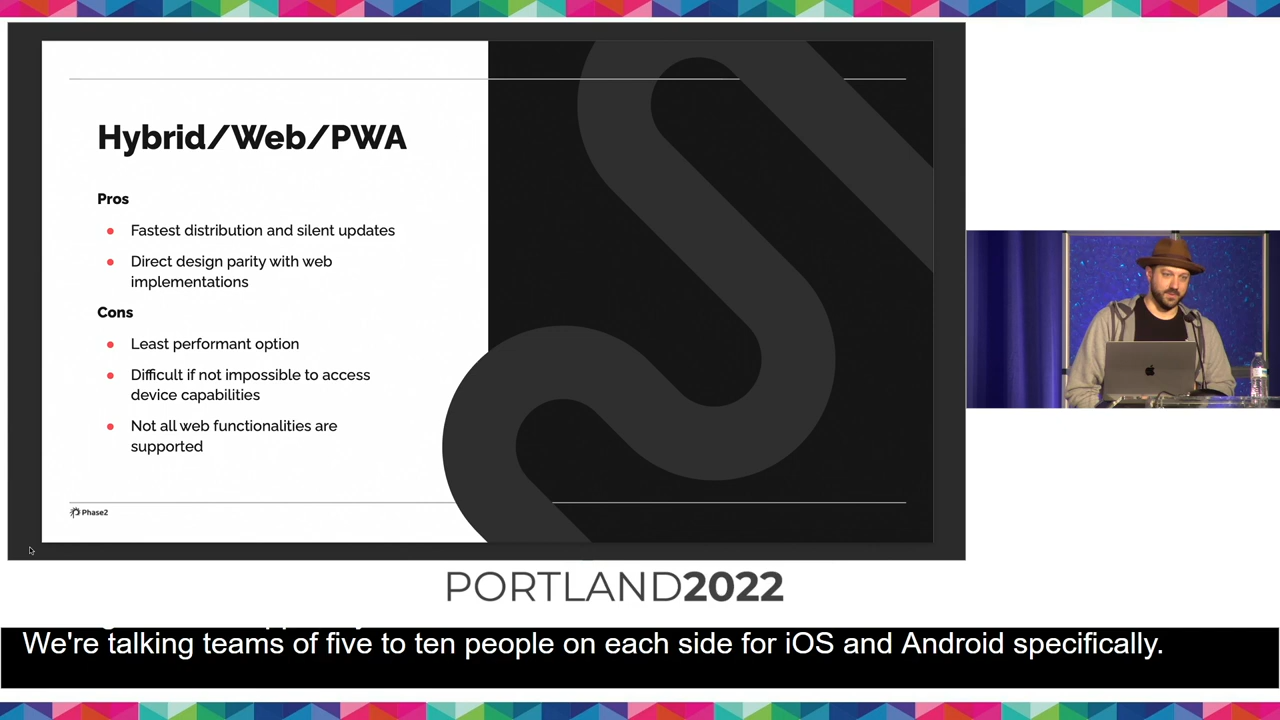 Hybrid/Web/PWA
Pros
Fastest distribution and silent updates
Direct design parity with web
implementations
Cons
Least performant option
Difficult if not impossible to access
device capabilities
Not all web functionalities are
supported
Phase2
PORTLAND2022
We're talking teams of five to ten people on each side for iOS and Android specifically.